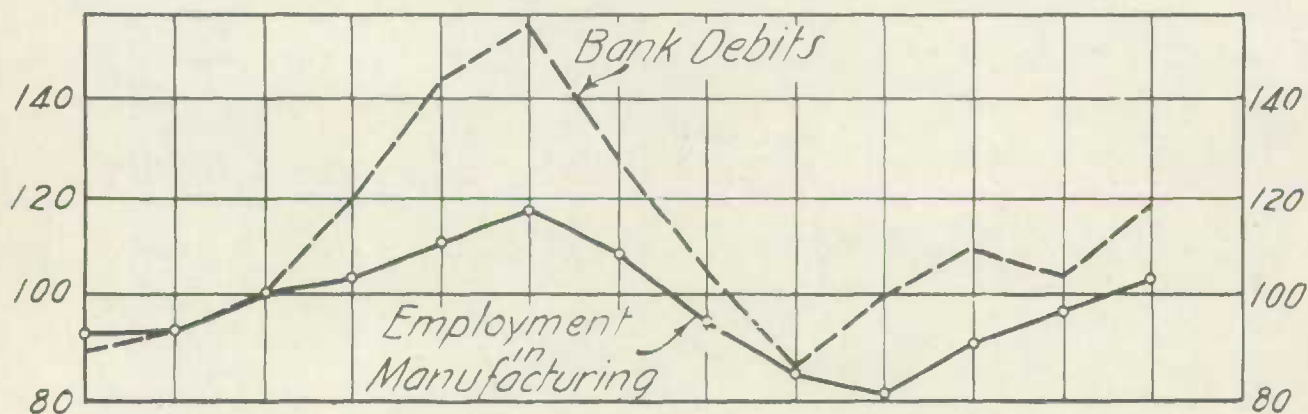 Bank Debits
140 140
120 120
100 100
Employment
in
Manufacturing
80 80